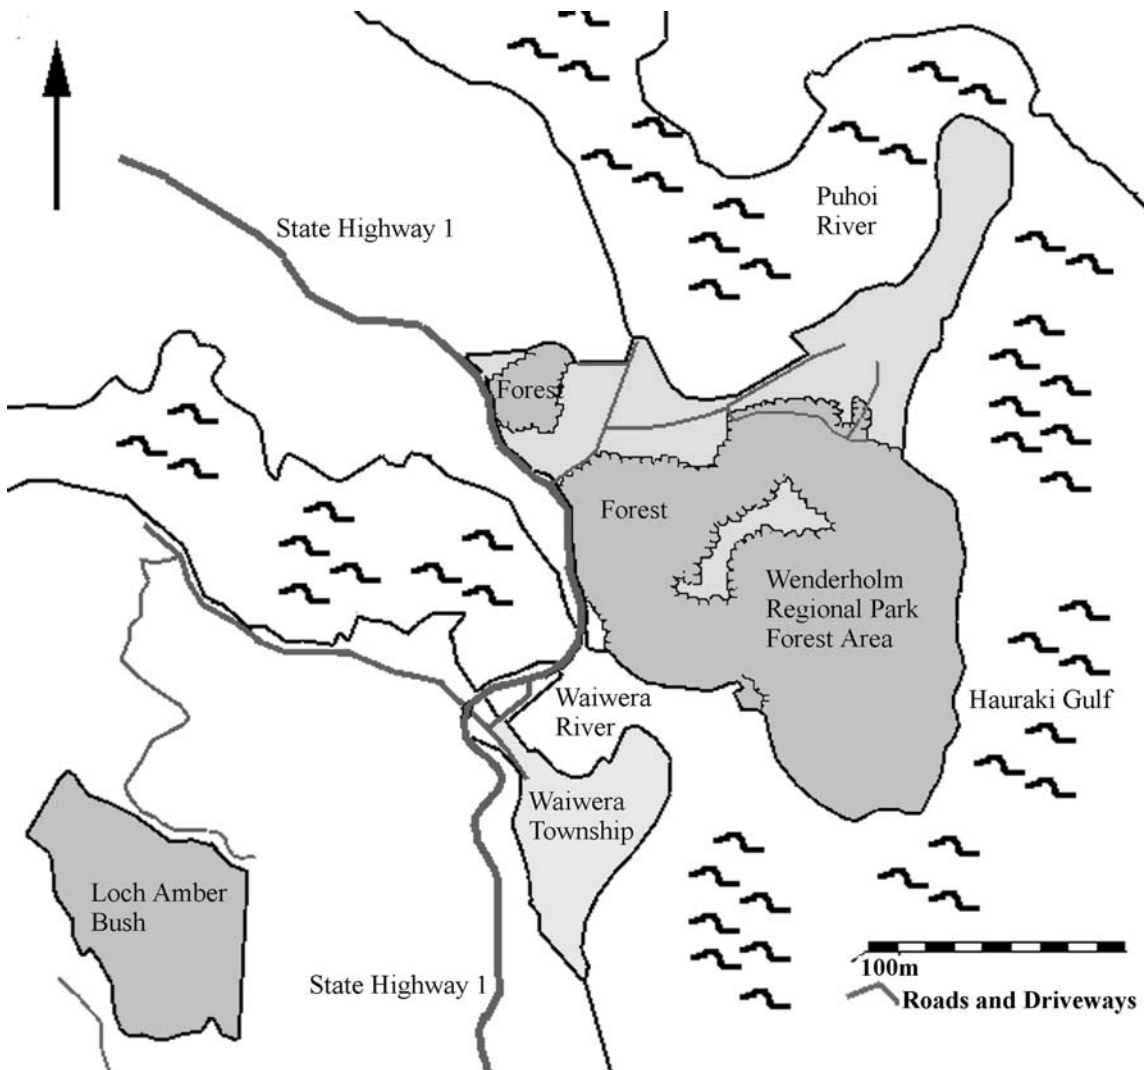 Puhoi
River
State Highway 1
Forest
Forest
Wenderholm
Regional Park
Forest Area
Waiwera
River
Hauraki Gulf
Waiwera
Township
Loch Amber
Bush
State Highway 1
100m
Roads and Driveways